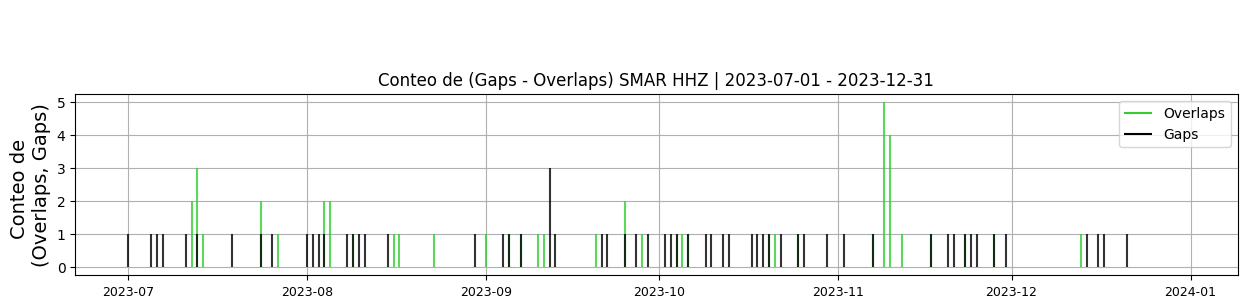 Conteo de (Gaps - Overlaps) SMAR HHZ | 2023-07-01 - 2023-12-31
Conteo de
(Overlaps, Gaps)
5
4
3
2
1
0
Overlaps
Gaps
2023-07
2023-08
2023-09
2023-10
2023-11
2023-12
2024-01